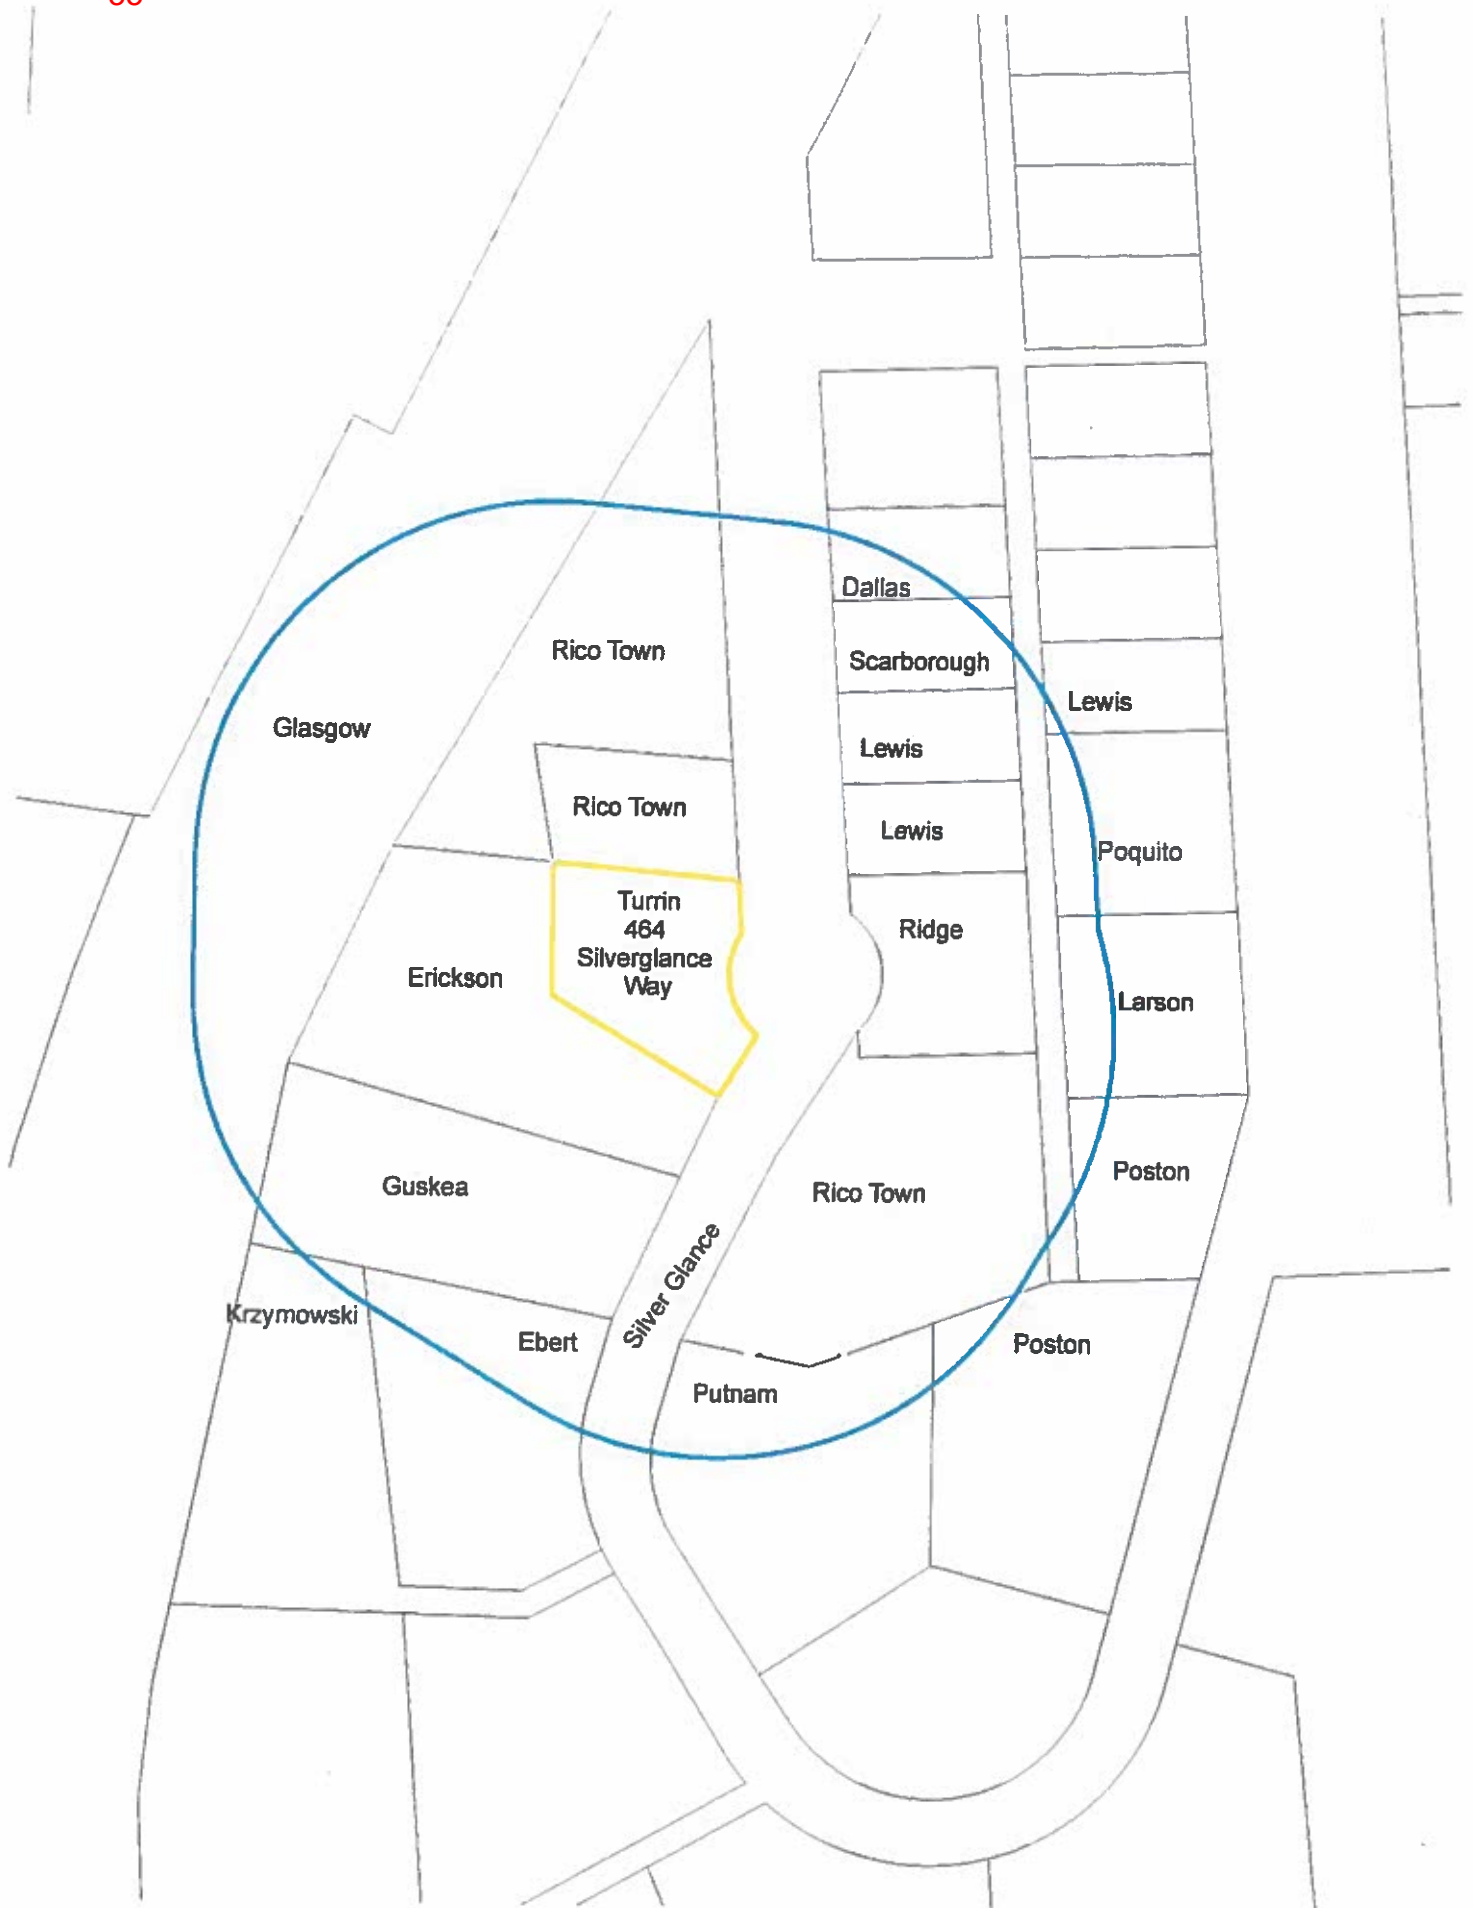 Dallas
Rico Town
Scarborough
Lewis
Glasgow
Lewis
Rico Town
Lewis
Poquito
Turrin
464
Silverglance
Way
Ridge
Erickson
Larson
Poston
Guskea
Rico Town
Silver Glance
Krzymowski
Ebert
Poston
Putnam